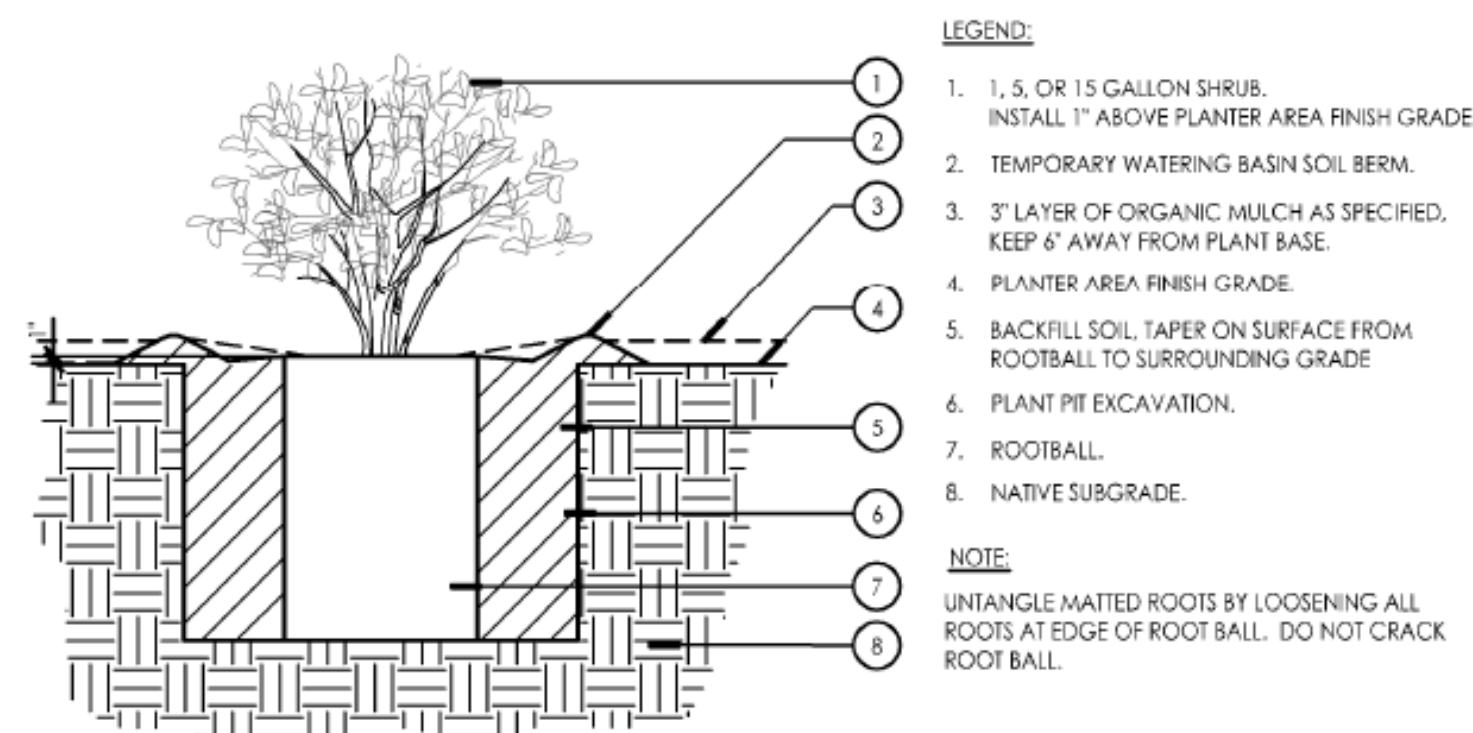 LEGEND:
1. 1, 5, OR 15 GALLON SHRUB.
INSTALL 1" ABOVE PLANTER AREA FINISH GRADE
2. TEMPORARY WATERING BASIN SOIL BERM.
3. 3" LAYER OF ORGANIC MULCH AS SPECIFIED,
KEEP 6" AWAY FROM PLANT BASE.
4. PLANTER AREA FINISH GRADE.
5. BACKFILL SOIL, TAPER ON SURFACE FROM
ROOTBALL TO SURROUNDING GRADE
6. PLANT PIT EXCAVATION.
7. ROOTBALL.
8. NATIVE SUBGRADE.
NOTE:
UNTANGLE MATTED ROOTS BY LOOSENING ALL
ROOTS AT EDGE OF ROOT BALL. DO NOT CRACK
ROOT BALL.
1
2
3
4
5
6
7
8
1"